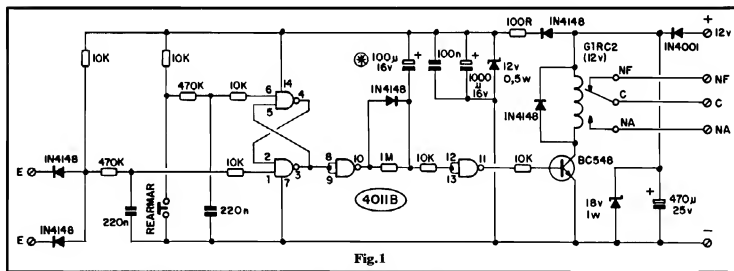 10K
10K
470K
10K
6
5
14
4
100µ
16v
+
100n
1000µ
16v
+
12v
0,5w
100R
1N4148
1N4001
+
12v
G1RC2
(12v)
NF
NF
C
C
NA
NA
1N4148
1N4148
E
1N4148
470K
10K
2
1
3
7
8
9
10
1M
10K
12
13
11
10K
BC548
4011B
220n
REARMAR
220n
18v
1w
+
470µ
25v
E
1N4148
−
Fig.1